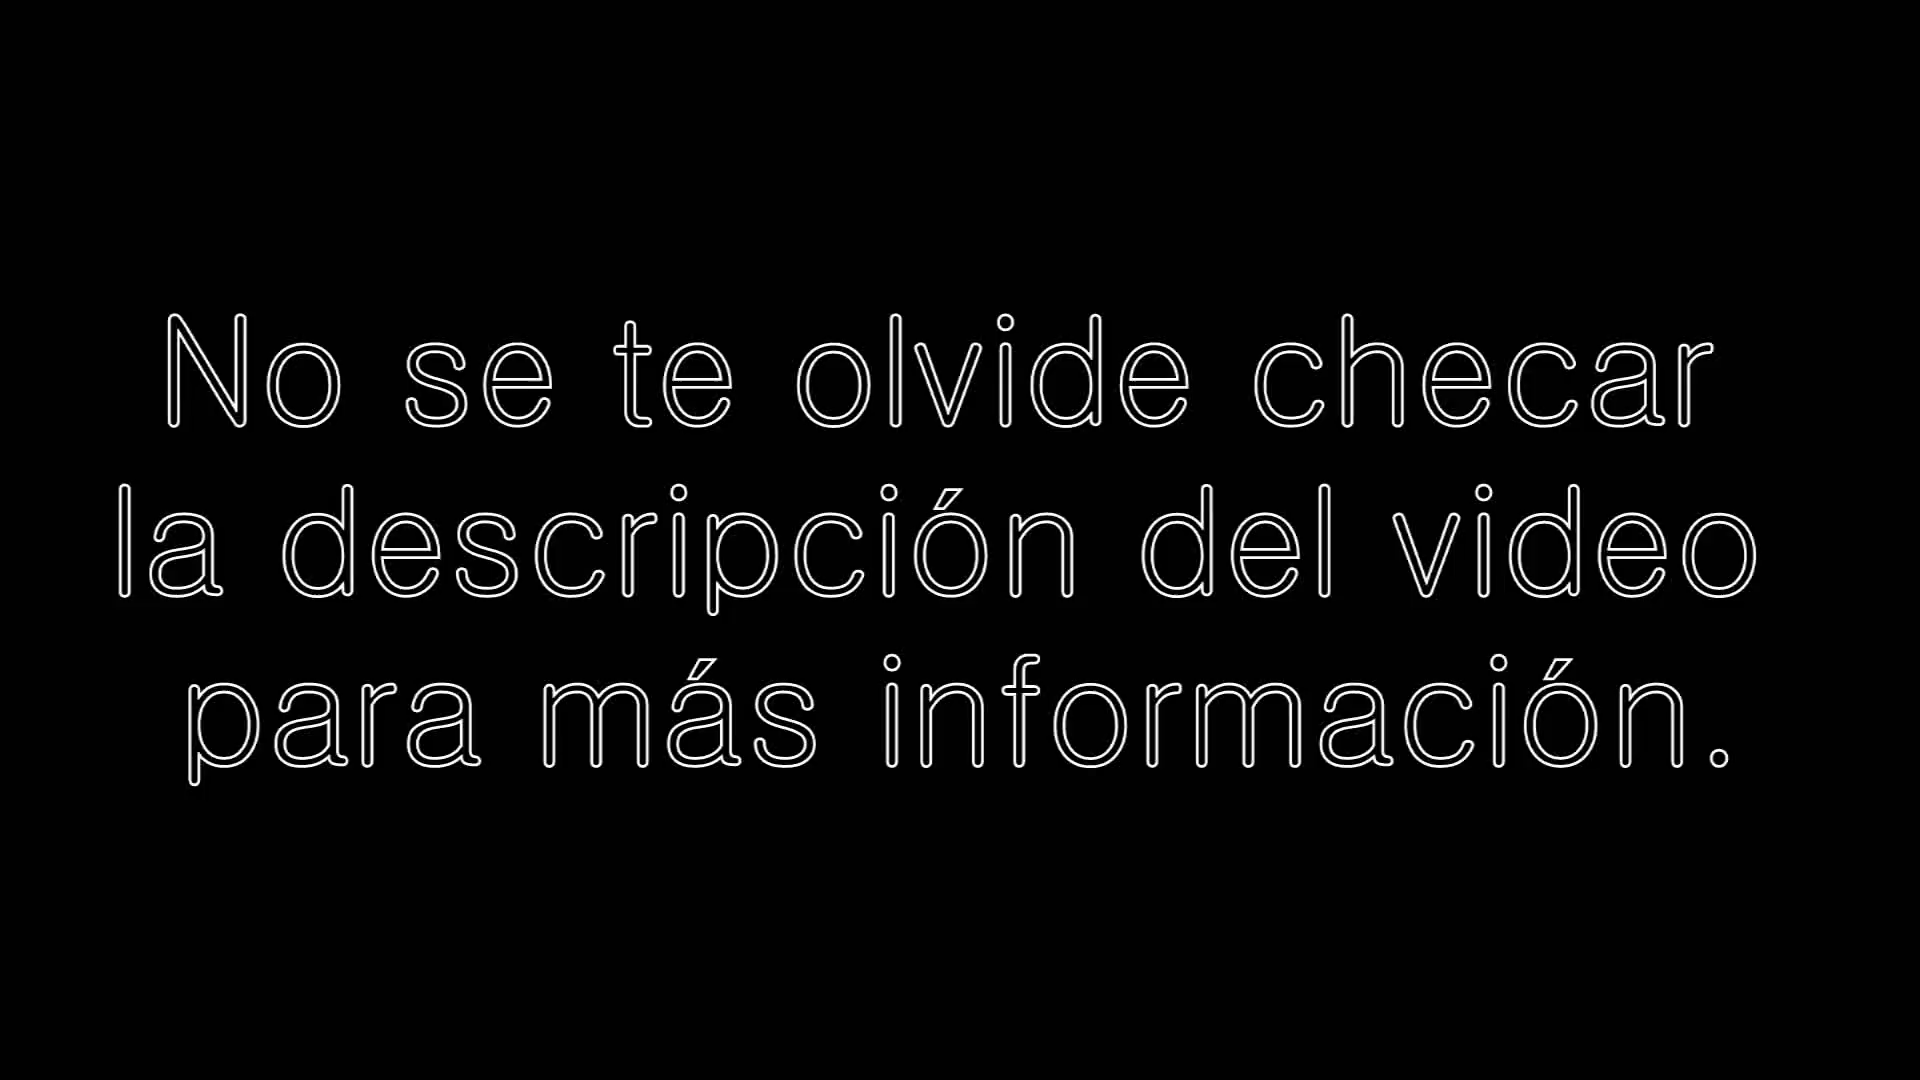 No se te olvide checar
la descripción del video
para más información.